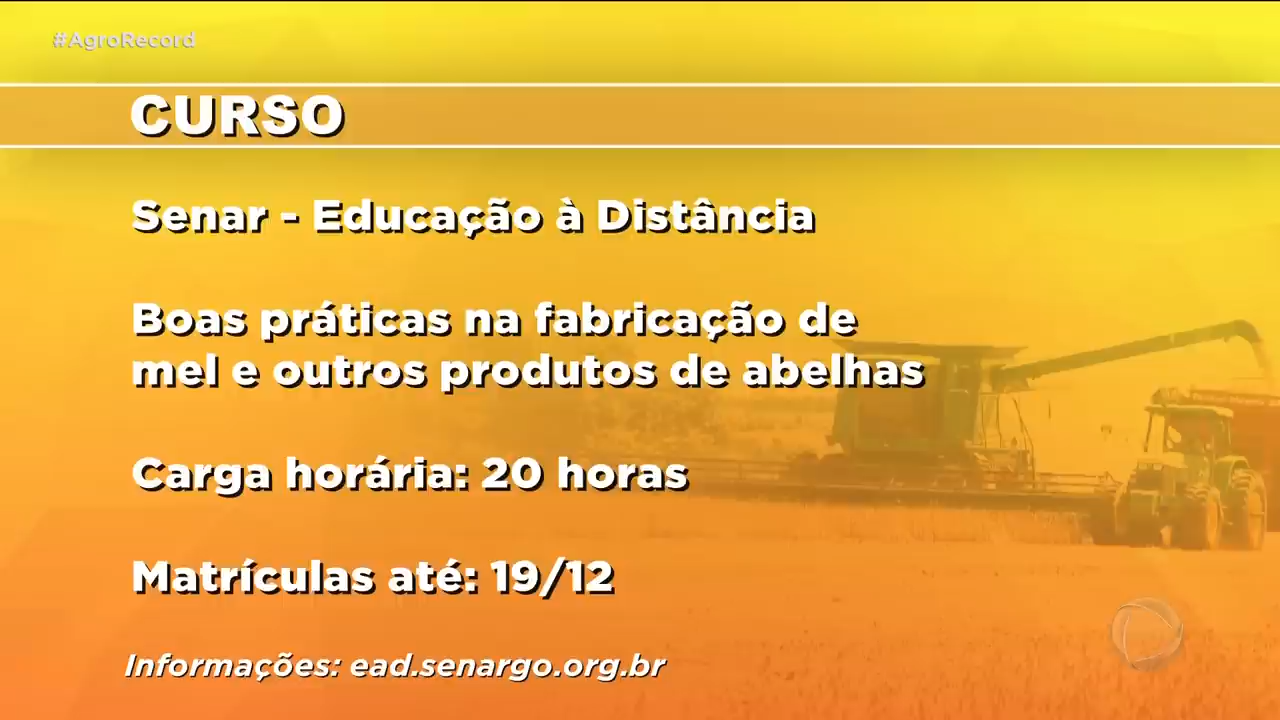 #AgroRecord
CURSO
Senar - Educação à Distância
Boas práticas na fabricação de
mel e outros produtos de abelhas
Carga horária: 20 horas
Matrículas até: 19/12
Informações: ead.senargo.org.br